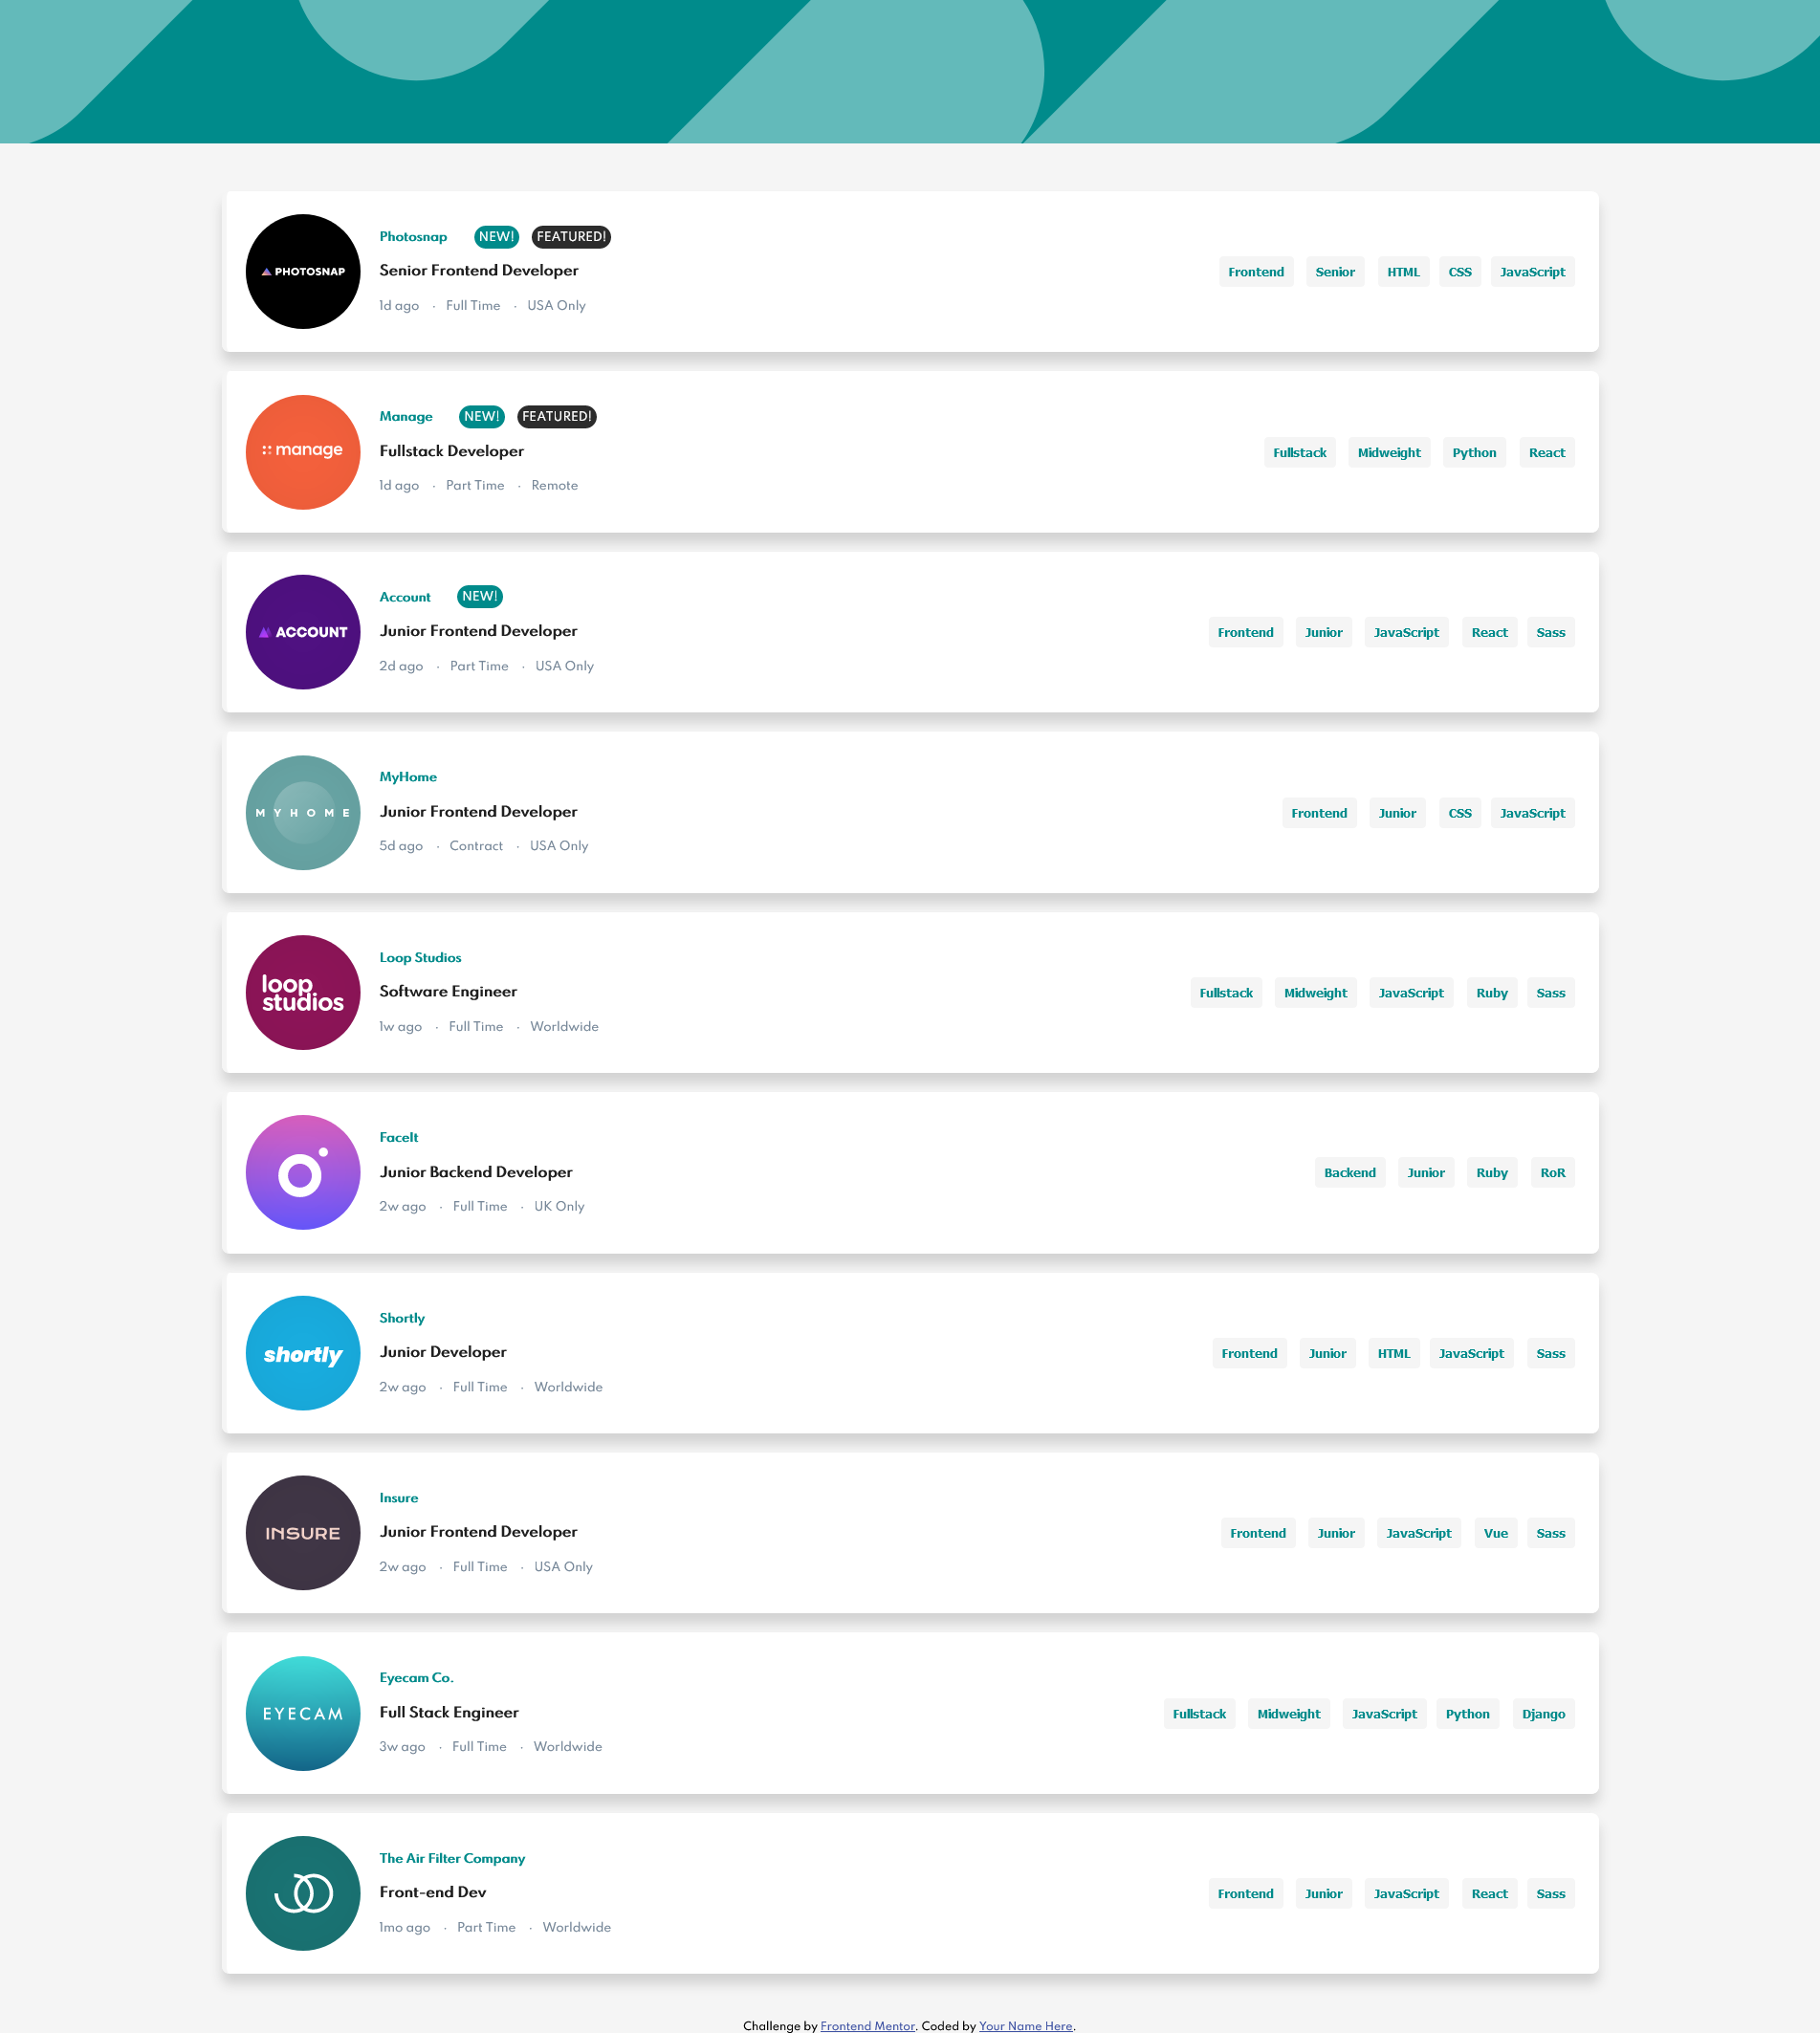 Photosnap NEW! FEATURED!
PHOTOSNAP
Senior Frontend Developer
Frontend Senior HTML CSS JavaScript
1d ago · Full Time · USA Only
Manage NEW! FEATURED!
manage
Fullstack Developer
Fullstack Midweight Python React
1d ago · Part Time · Remote
Account NEW!
ACCOUNT
Junior Frontend Developer
Frontend Junior JavaScript React Sass
2d ago · Part Time · USA Only
MyHome
MYHOME
Junior Frontend Developer
Frontend Junior CSS JavaScript
5d ago · Contract · USA Only
Loop Studios
loop
studios
Software Engineer
Fullstack Midweight JavaScript Ruby Sass
1w ago · Full Time · Worldwide
FaceIt
Junior Backend Developer
Backend Junior Ruby RoR
2w ago · Full Time · UK Only
Shortly
shortly
Junior Developer
Frontend Junior HTML JavaScript Sass
2w ago · Full Time · Worldwide
Insure
INSURE
Junior Frontend Developer
Frontend Junior JavaScript Vue Sass
2w ago · Full Time · USA Only
Eyecam Co.
EYECAM
Full Stack Engineer
Fullstack Midweight JavaScript Python Django
3w ago · Full Time · Worldwide
The Air Filter Company
Front-end Dev
Frontend Junior JavaScript React Sass
1mo ago · Part Time · Worldwide
Challenge by Frontend Mentor. Coded by Your Name Here.